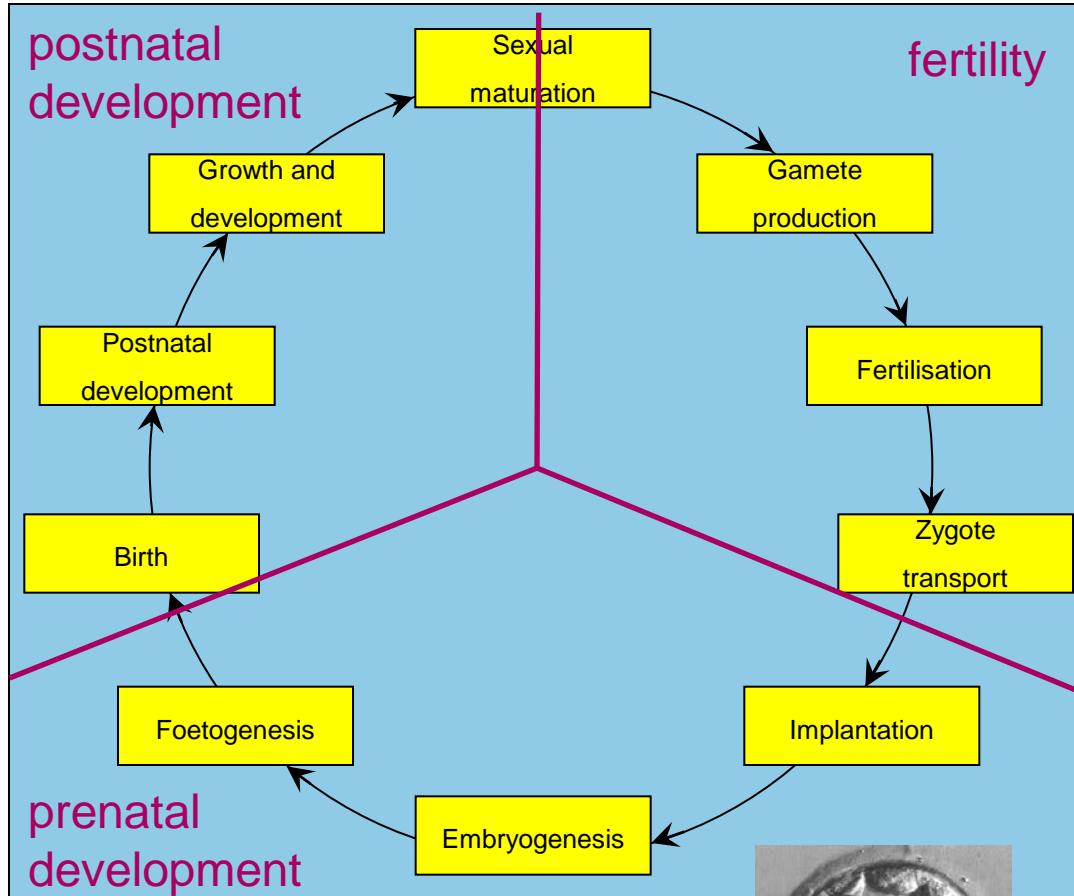 postnatal
development
fertility
Sexual
maturation
Gamete
production
Fertilisation
Zygote
transport
Implantation
Embryogenesis
Foetogenesis
Birth
Postnatal
development
Growth and
development
prenatal
development